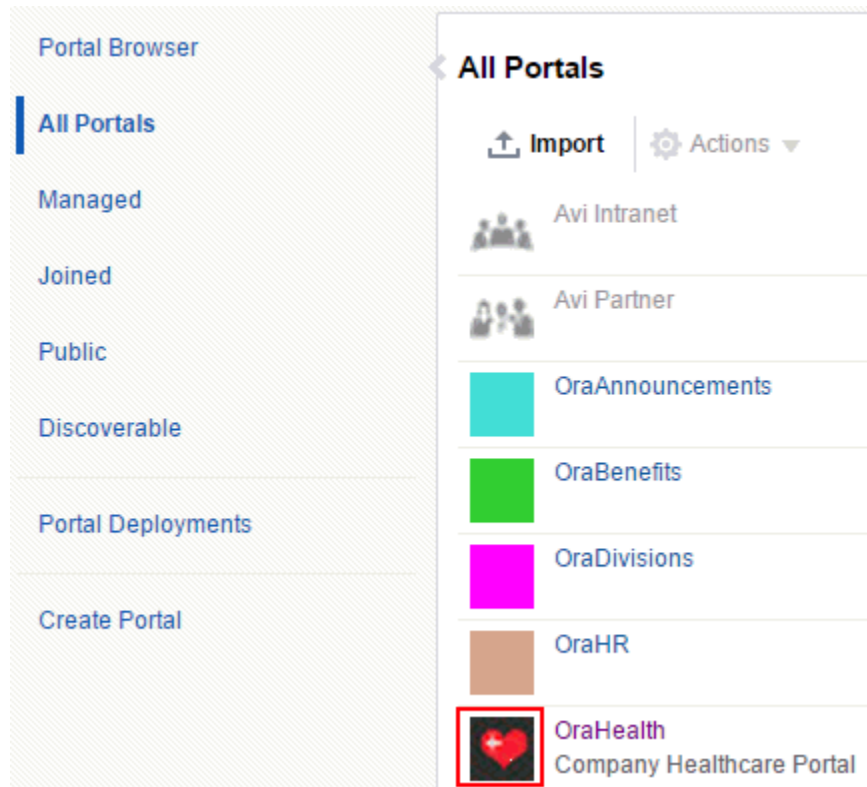 Portal Browser
All Portals
Managed
Joined
Public
Discoverable
Portal Deployments
Create Portal
All Portals
Import
Actions
Avi Intranet
Avi Partner
OraAnnouncements
OraBenefits
OraDivisions
OraHR
OraHealth
Company Healthcare Portal